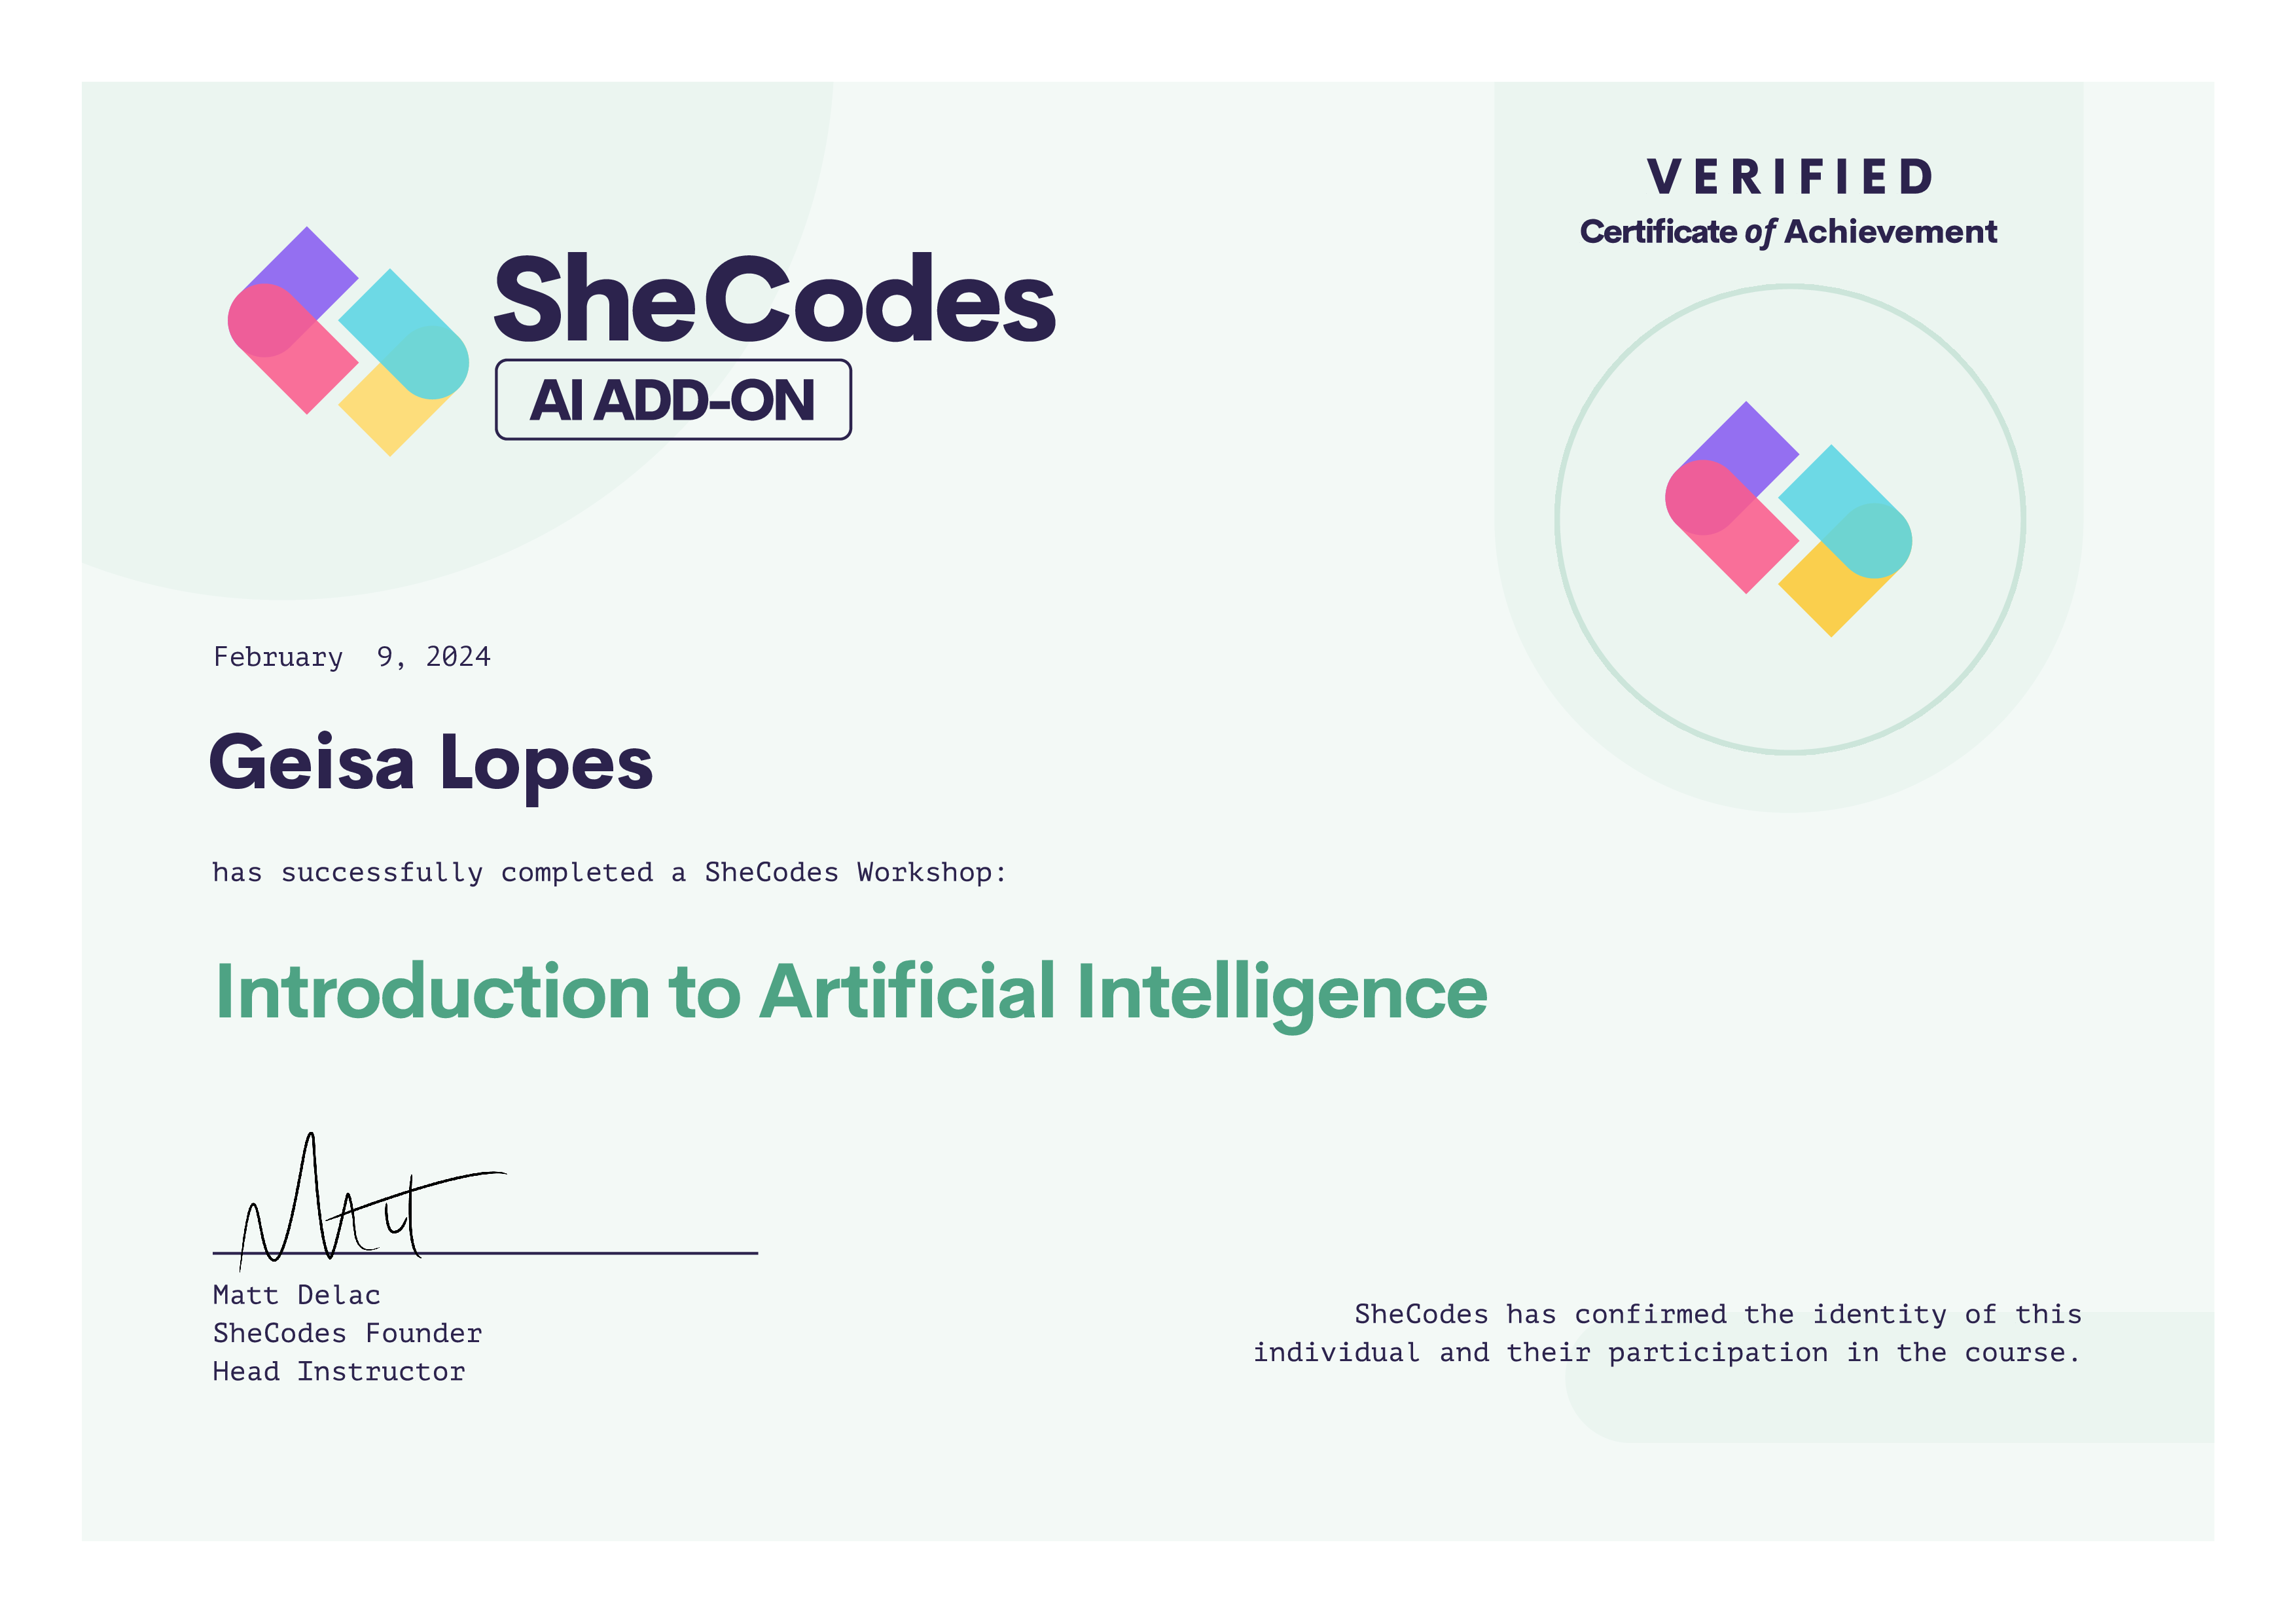 VERIFIED
Certificate of Achievement
SheCodes
AI ADD-ON
February  9, 2024
Geisa Lopes
has successfully completed a SheCodes Workshop:
Introduction to Artificial Intelligence
Matt
Matt Delac
SheCodes Founder
Head Instructor
SheCodes has confirmed the identity of this
individual and their participation in the course.